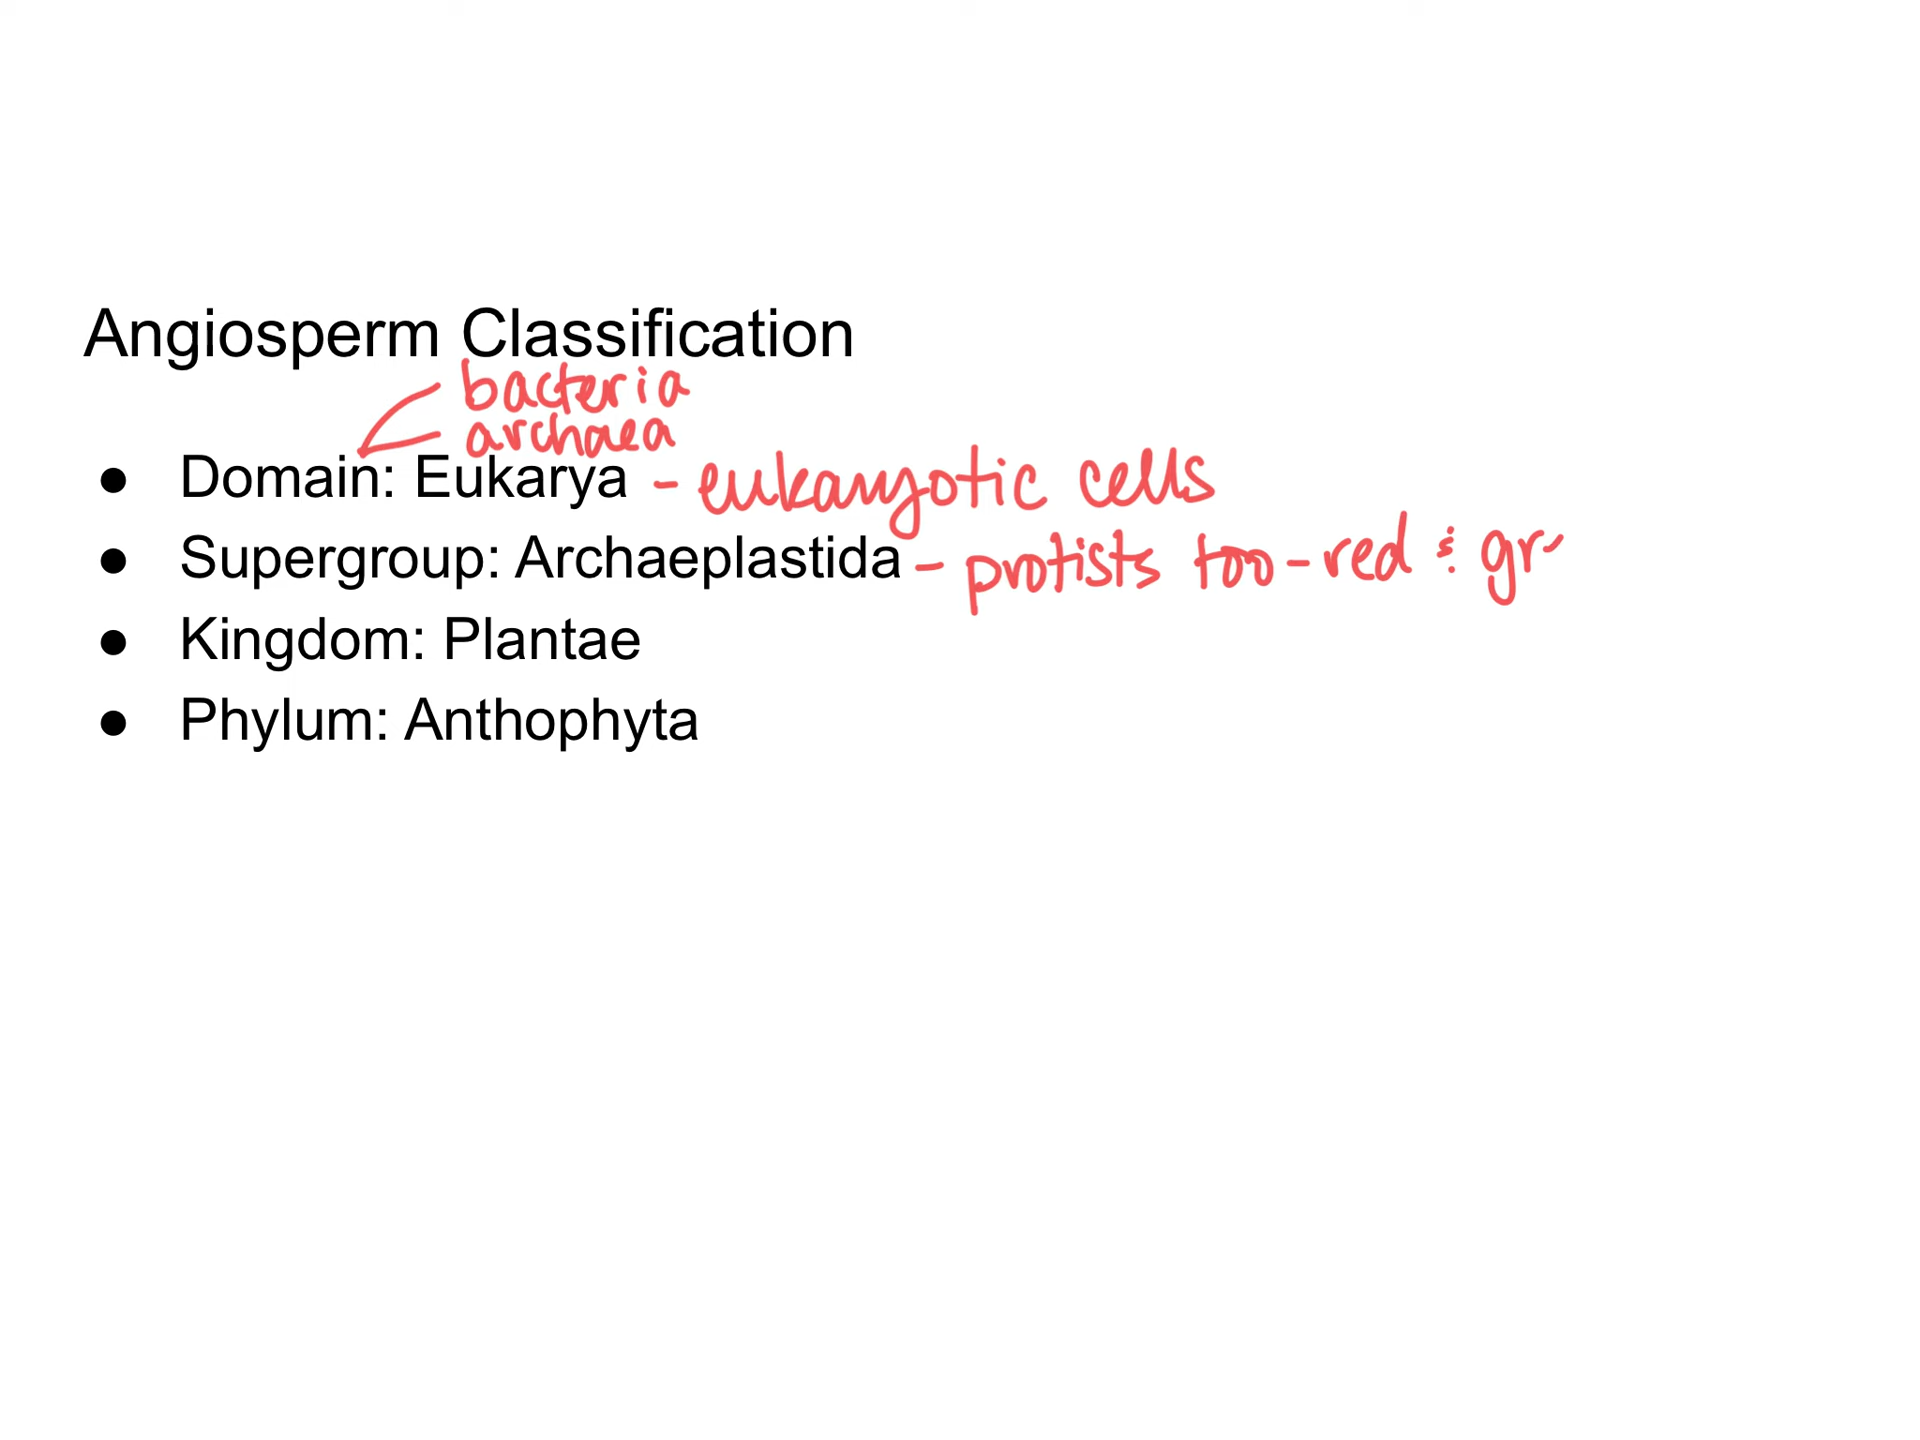 Angiosperm Classification
bacteria
archaea
● Domain: Eukarya - eukaryotic cells
● Supergroup: Archaeplastida - protists too - red & gr
● Kingdom: Plantae
● Phylum: Anthophyta